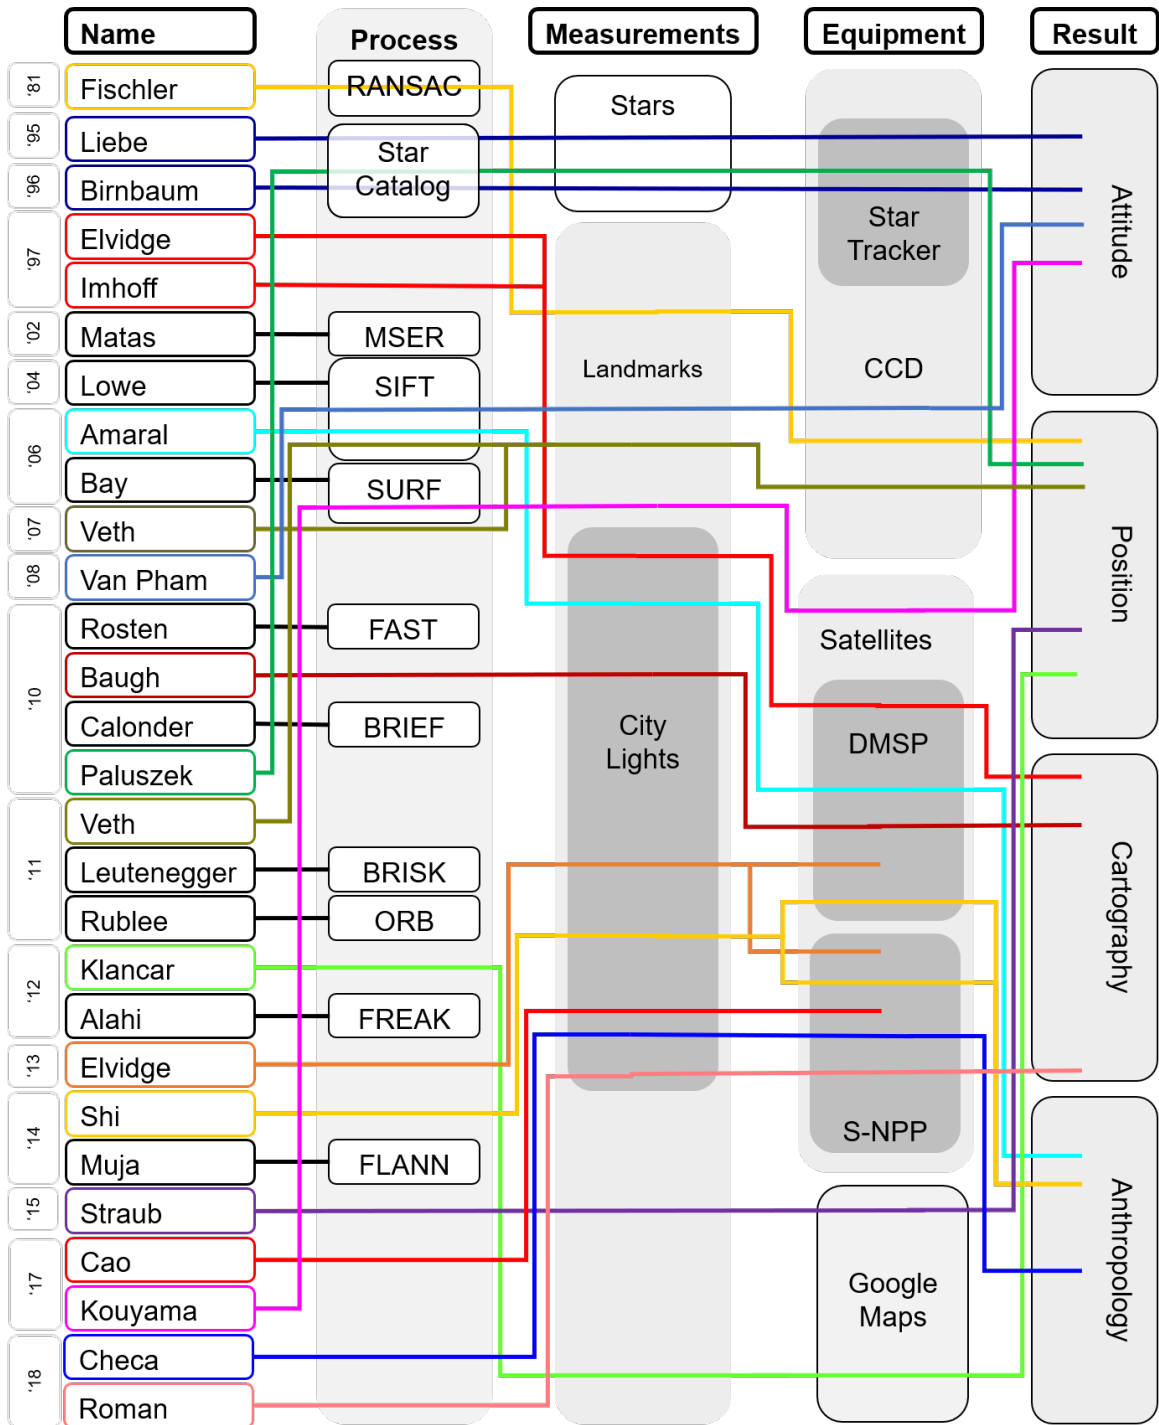 Name
Process
Measurements
Equipment
Result
'81
Fischler
RANSAC
Stars
'95
Liebe
Star
Catalog
'96
Birnbaum
Star
Tracker
Attitude
'97
Elvidge
Imhoff
'02
Matas
MSER
Landmarks
CCD
'04
Lowe
SIFT
'06
Amaral
Bay
SURF
'07
Veth
Position
'08
Van Pham
'10
Rosten
FAST
Satellites
Baugh
Calonder
BRIEF
City
Lights
DMSP
Paluszek
'11
Veth
Leutenegger
BRISK
Cartography
Rublee
ORB
'12
Klancar
Alahi
FREAK
'13
Elvidge
'14
Shi
S-NPP
Muja
FLANN
'15
Straub
Anthropology
'17
Cao
Google
Maps
Kouyama
'18
Checa
Roman